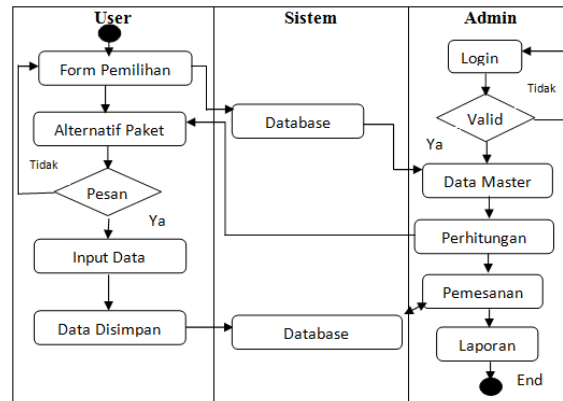 User
Sistem
Admin
Form Pemilihan
Login
Tidak
Alternatif Paket
Database
Valid
Ya
Tidak
Pesan
Data Master
Ya
Perhitungan
Input Data
Pemesanan
Data Disimpan
Database
Laporan
End